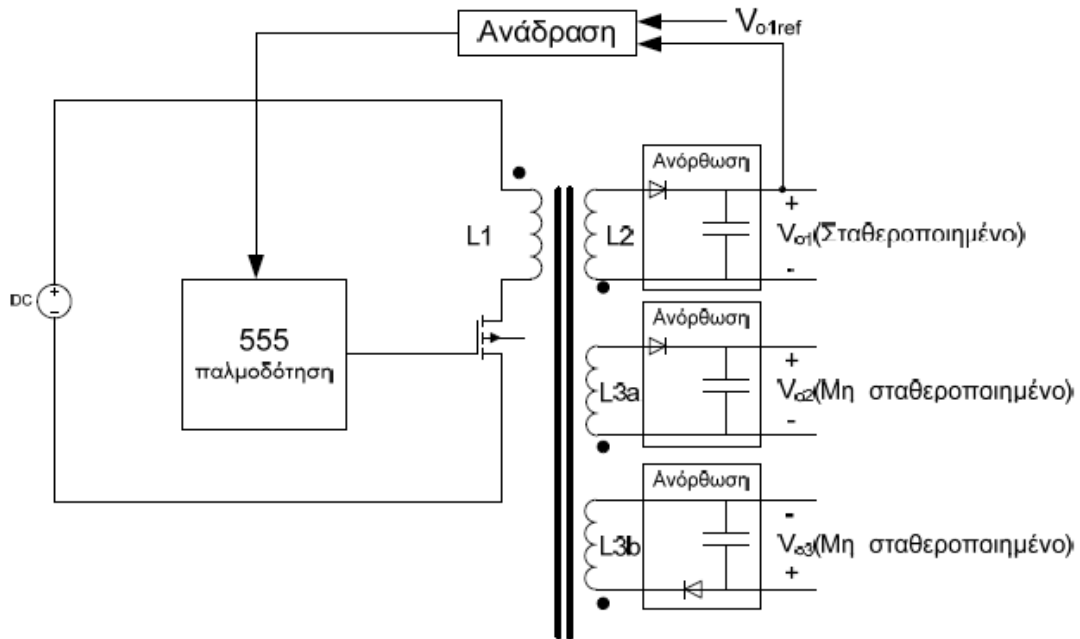 Ανάδραση
Vo1ref
Ανόρθωση
L1
L2
+
Vo1(Σταθεροποιημένο)
-
DC
+
-
555
παλμοδότηση
Ανόρθωση
L3a
+
Vo2(Μη σταθεροποιημένο)
-
Ανόρθωση
L3b
-
Vo3(Μη σταθεροποιημένο)
+